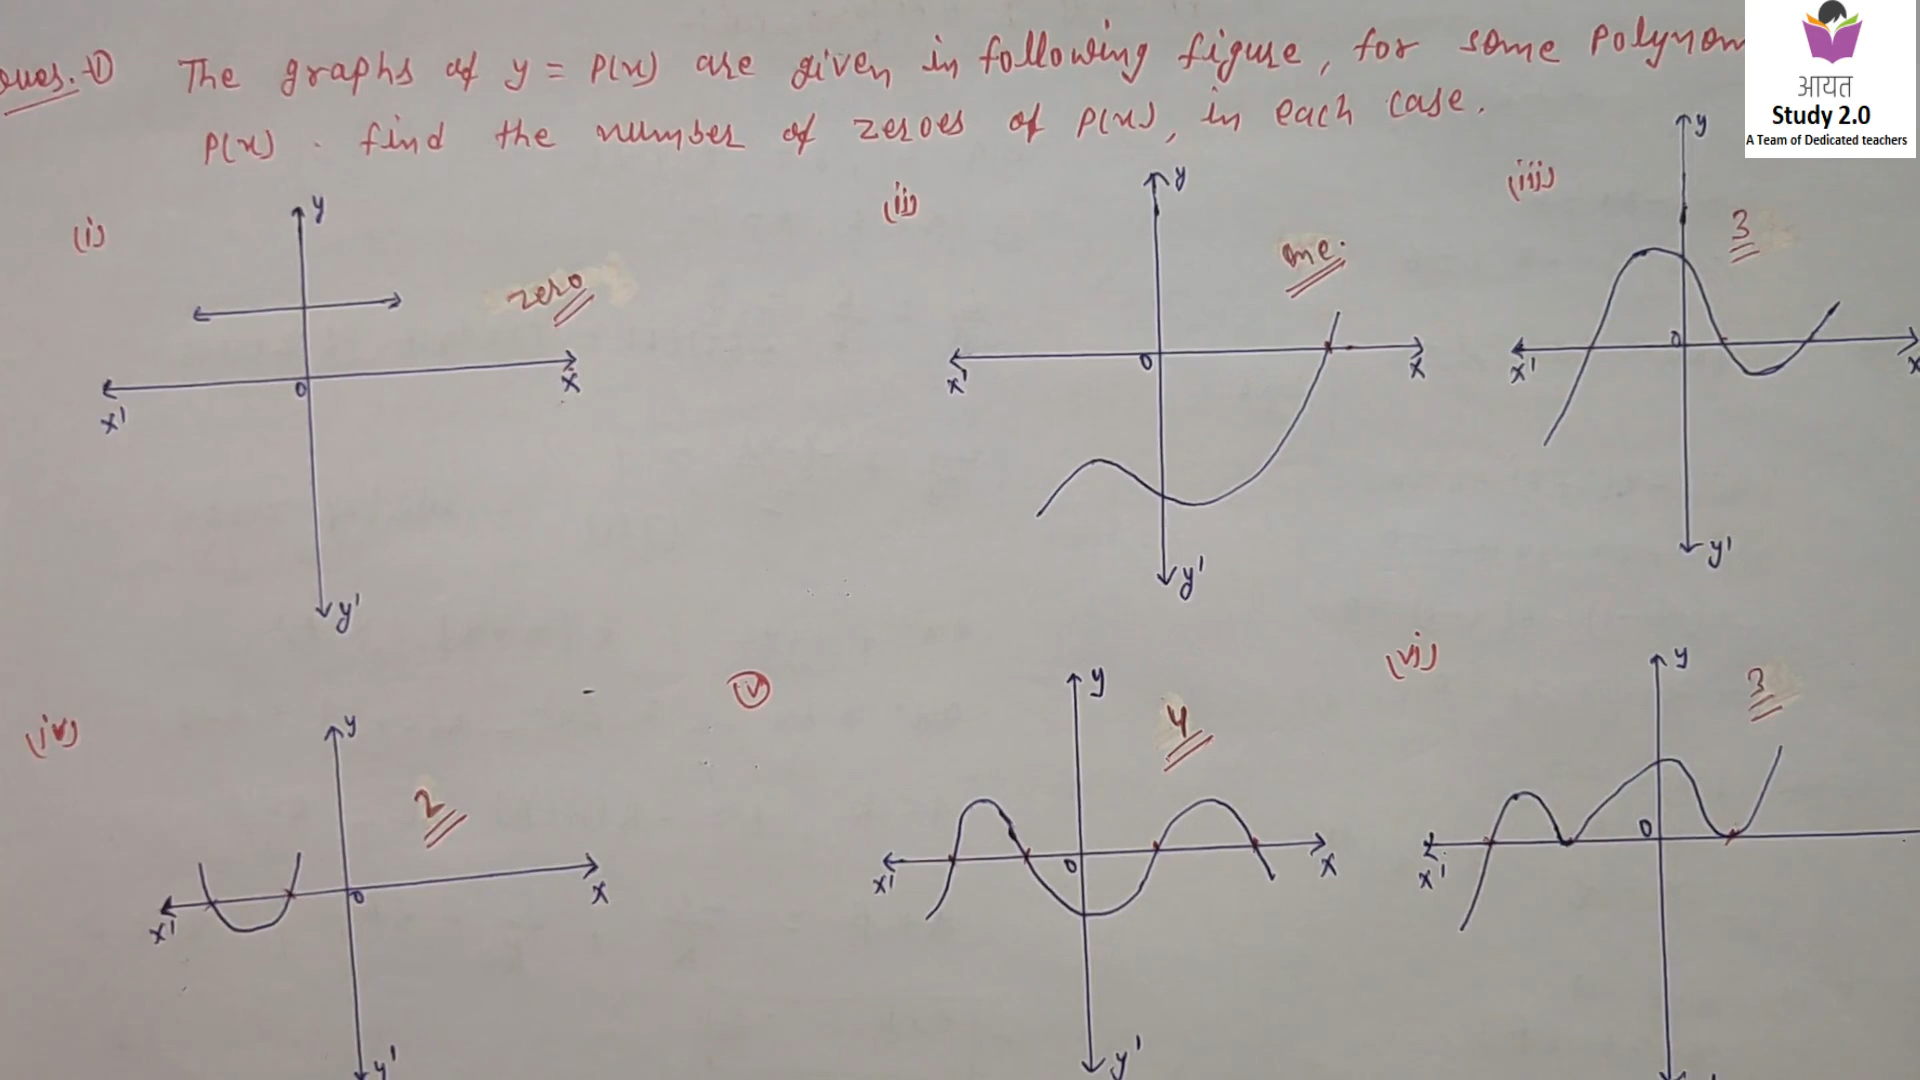 Ques.-① The graphs of y = P(x) are given in following figure, for some Polynom
P(x). find the number of zeroes of P(x), in each case.
आयत
Study 2.0
A Team of Dedicated teachers
(i)
y
zero
0
x
x'
y'
(ii)
y
one.
0
x
x'
y'
(iii)
y
3
0
x
x'
y'
(iv)
y
2
0
x
x'
y'
(v)
y
4
0
x
x'
y'
(vi)
y
3
0
x'